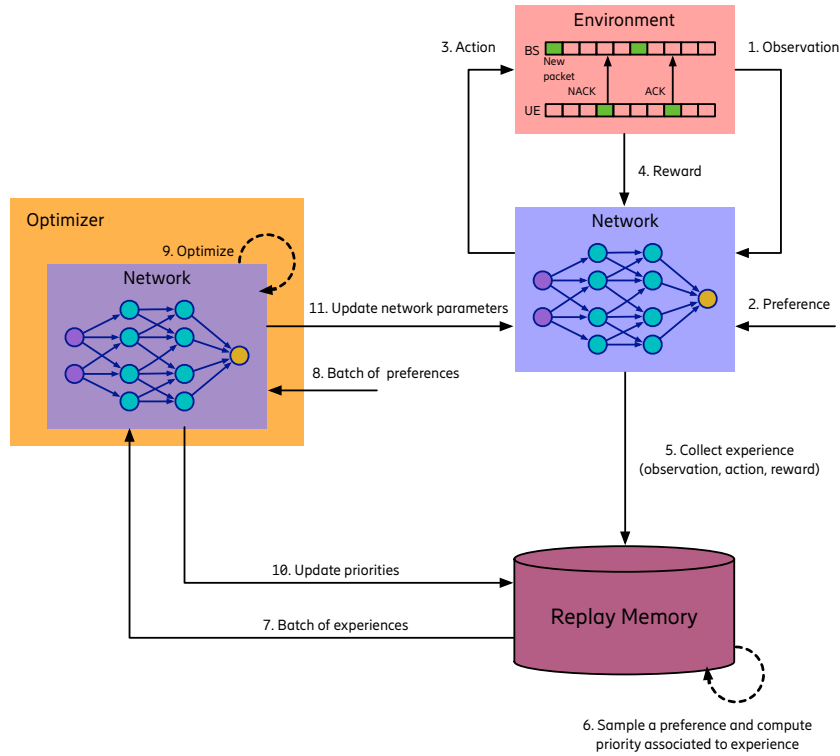 Environment
3. Action
1. Observation
BS
New
packet
NACK
ACK
UE
4. Reward
Optimizer
Network
9. Optimize
Network
11. Update network parameters
2. Preference
8. Batch of preferences
5. Collect experience
(observation, action, reward)
10. Update priorities
Replay Memory
7. Batch of experiences
6. Sample a preference and compute
priority associated to experience